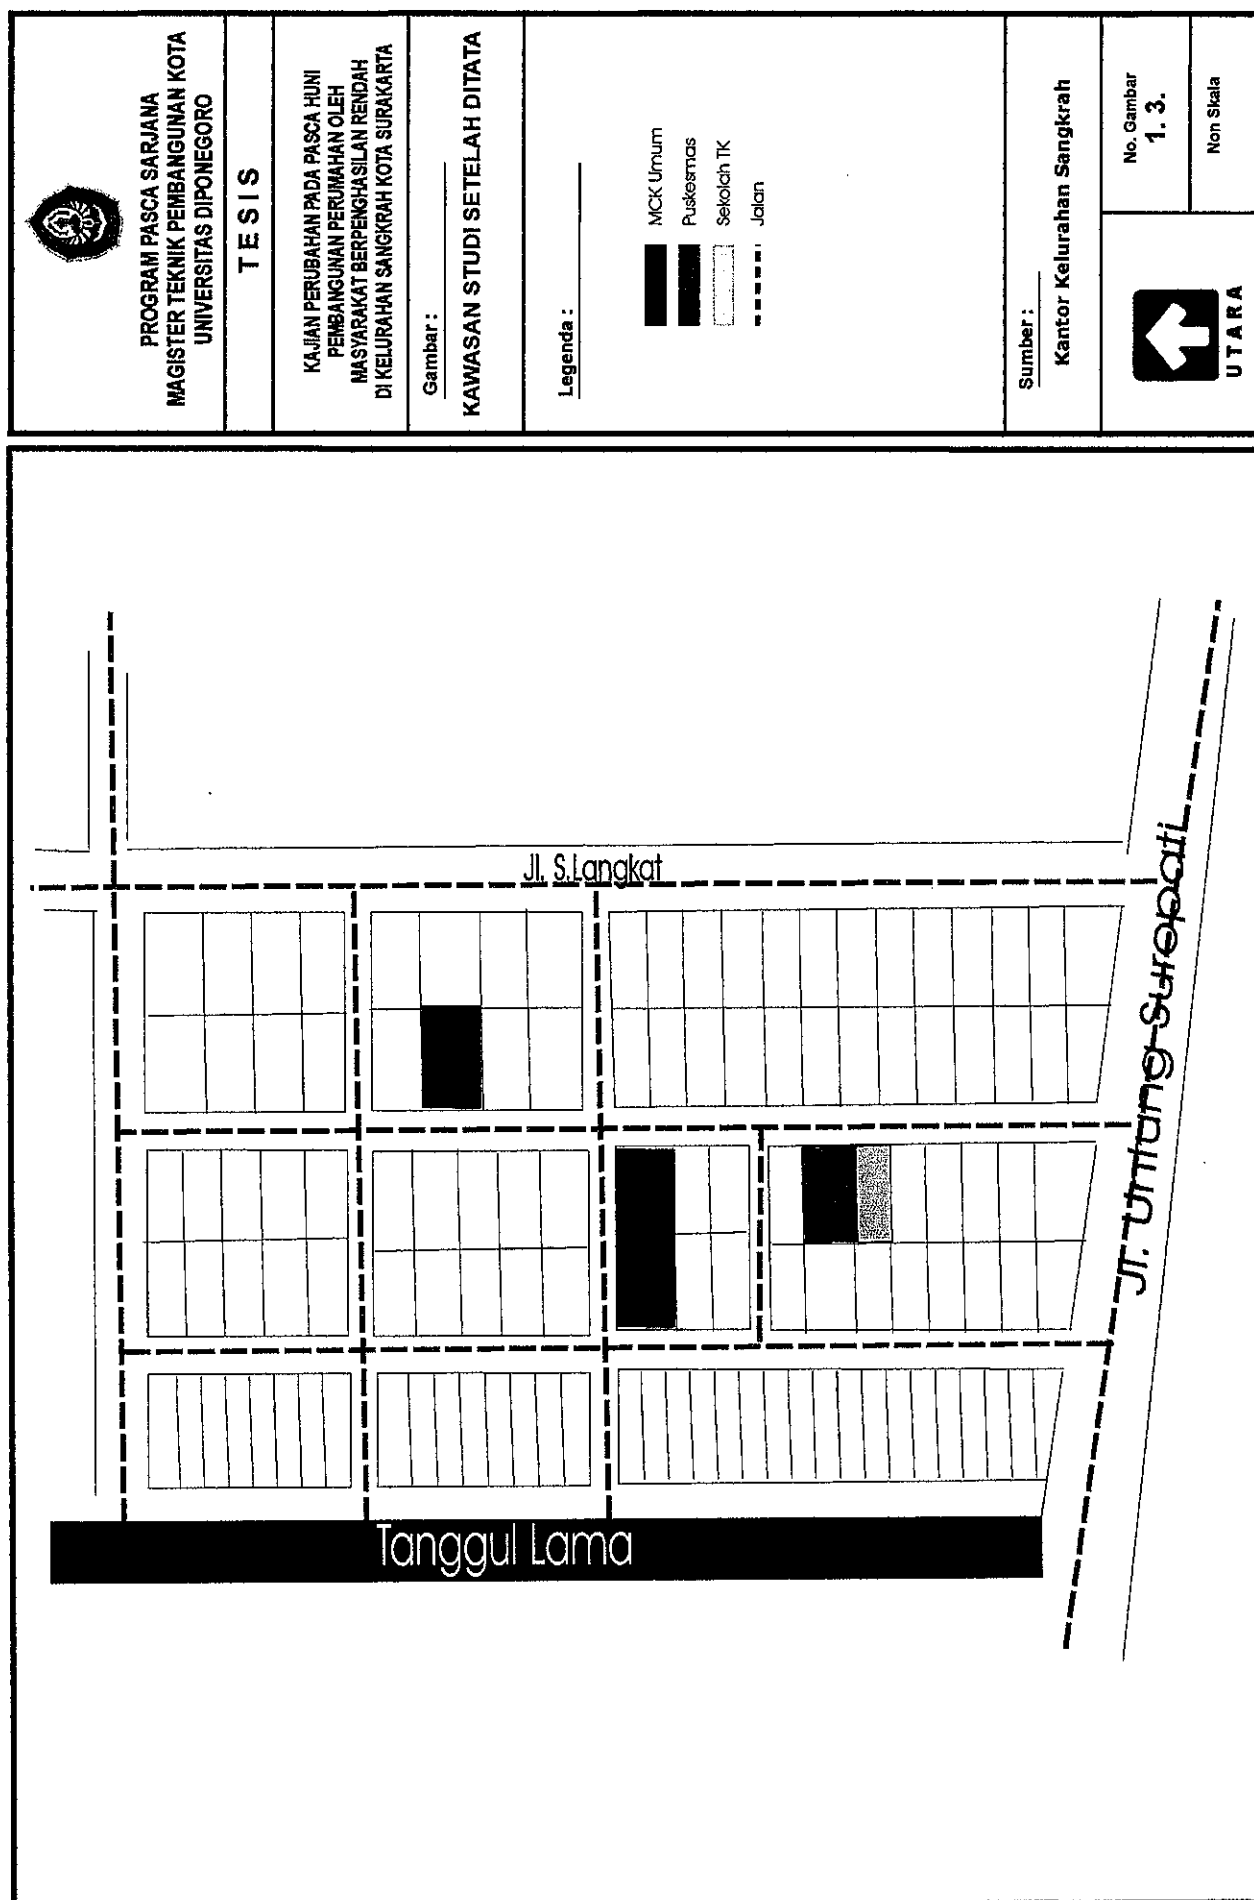 PROGRAM PASCA SARJANA
MAGISTER TEKNIK PEMBANGUNAN KOTA
UNIVERSITAS DIPONEGORO
TESIS
KAJIAN PERUBAHAN PADA PASCA HUNI
PEMBANGUNAN PERUMAHAN OLEH
MASYARAKAT BERPENGHASILAN RENDAH
DI KELURAHAN SANGKRAH KOTA SURAKARTA
Gambar :
KAWASAN STUDI SETELAH DITATA
Legenda :
MCK Umum
Puskesmas
Sekolah TK
Jalan
Sumber :
Kantor Kelurahan Sangkrah
UTARA
No. Gambar
1. 3.
Non Skala
Jl. S.Langkat
Jl. Untung Suropati
Tanggul Lama